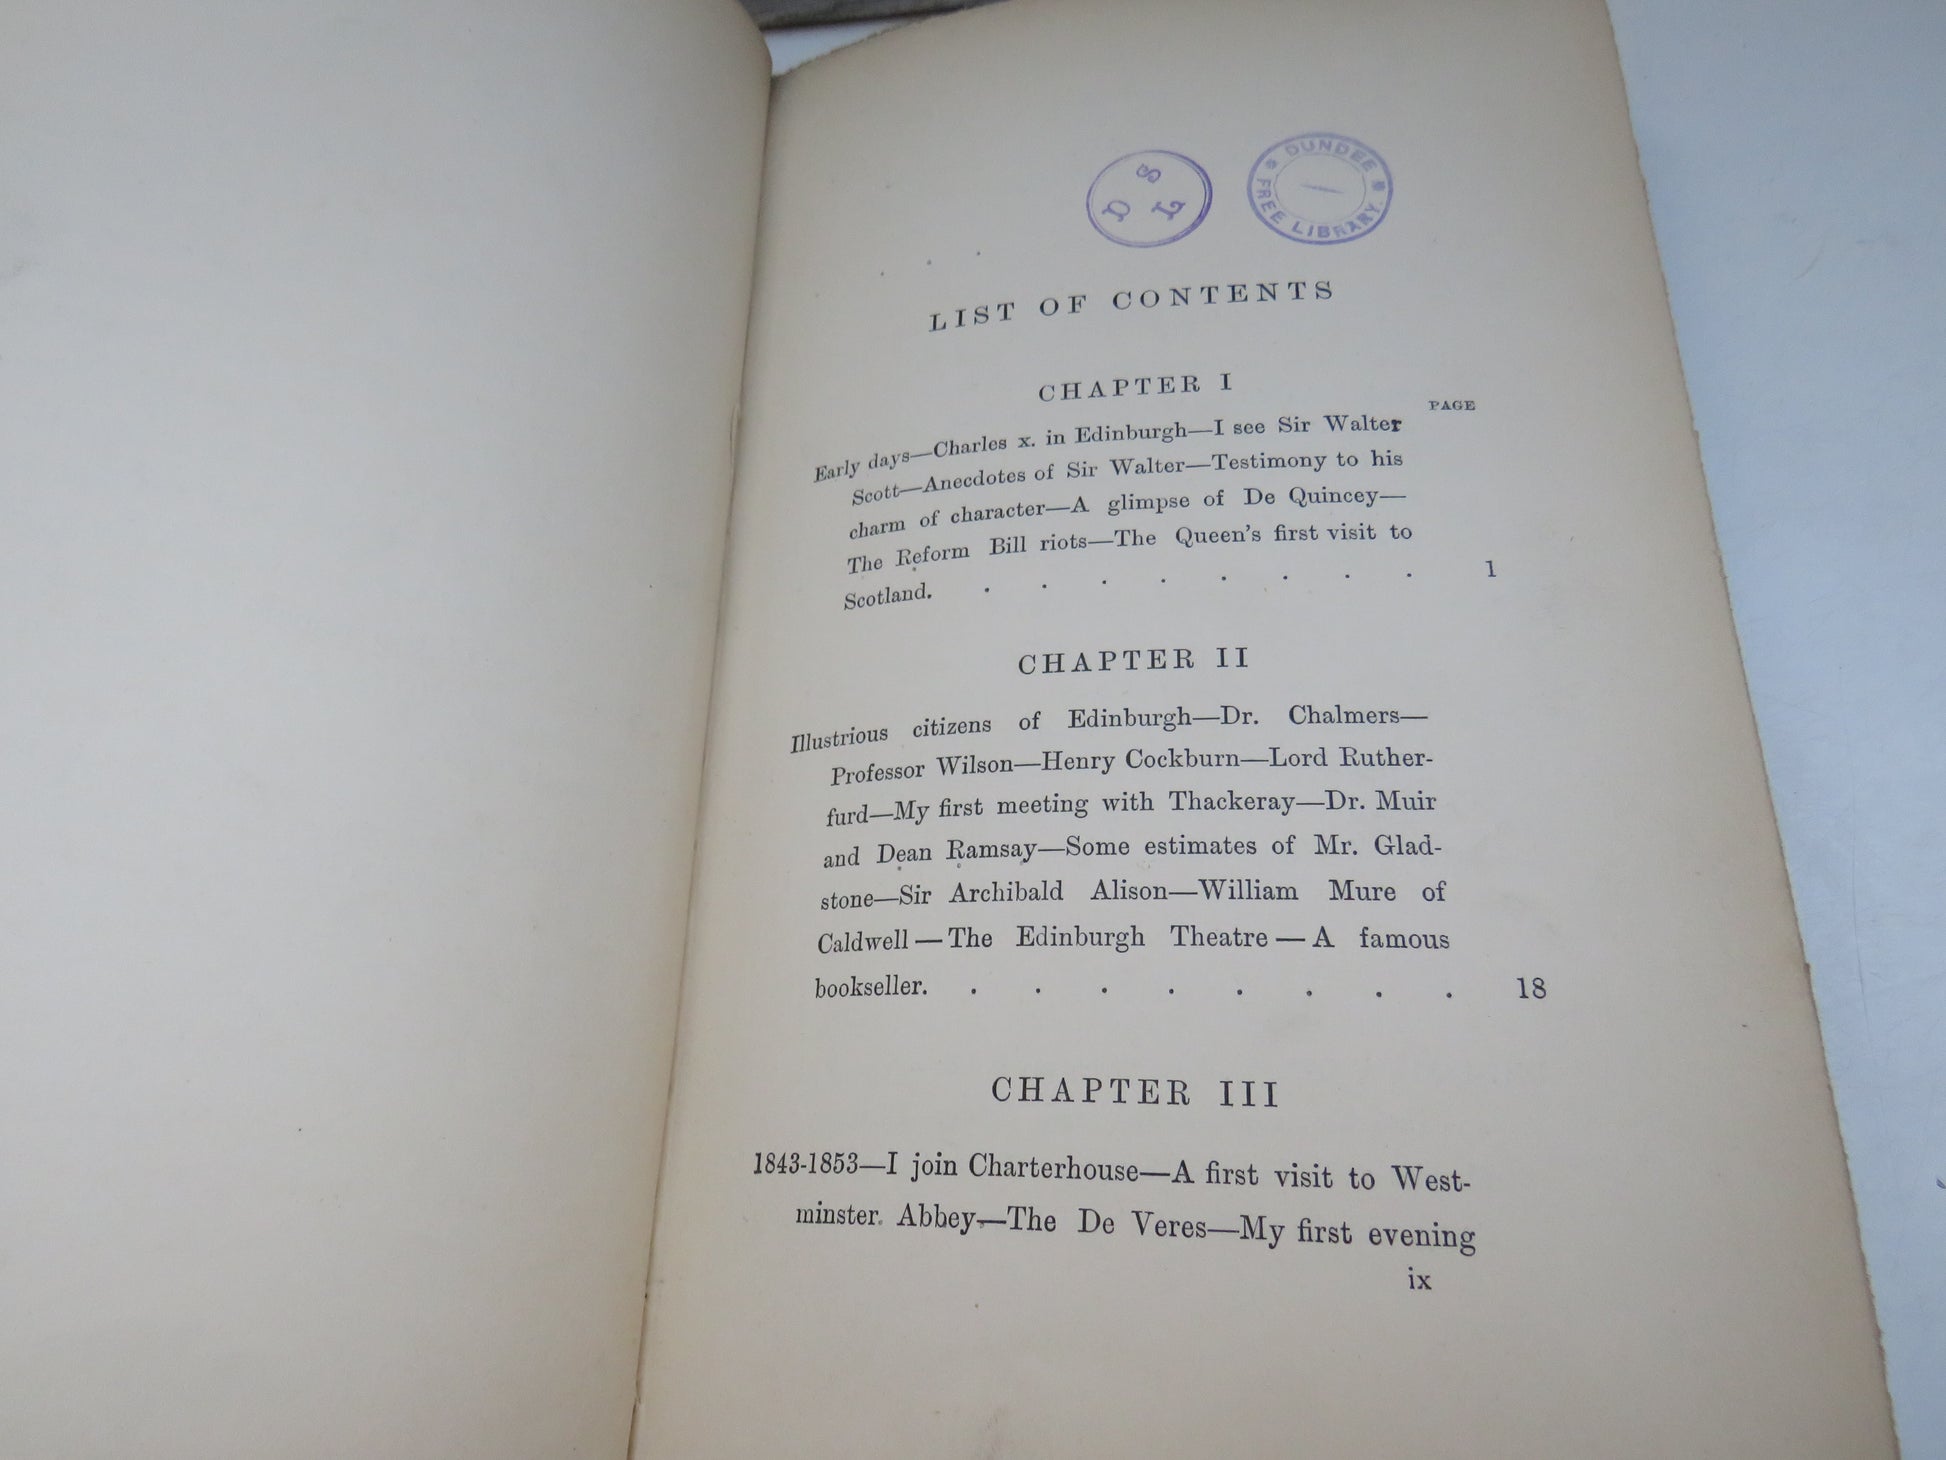 D S L
DUNDEE FREE LIBRARY.
LIST OF CONTENTS
CHAPTER I
PAGE
Early days—Charles x. in Edinburgh—I see Sir Walter
Scott—Anecdotes of Sir Walter—Testimony to his
charm of character—A glimpse of De Quincey—
The Reform Bill riots—The Queen's first visit to
Scotland. . . . . . . . . 1
CHAPTER II
Illustrious citizens of Edinburgh—Dr. Chalmers—
Professor Wilson—Henry Cockburn—Lord Ruther-
furd—My first meeting with Thackeray—Dr. Muir
and Dean Ramsay—Some estimates of Mr. Glad-
stone—Sir Archibald Alison—William Mure of
Caldwell — The Edinburgh Theatre — A famous
bookseller. . . . . . . . . 18
CHAPTER III
1843-1853—I join Charterhouse—A first visit to West-
minster Abbey—The De Veres—My first evening
ix